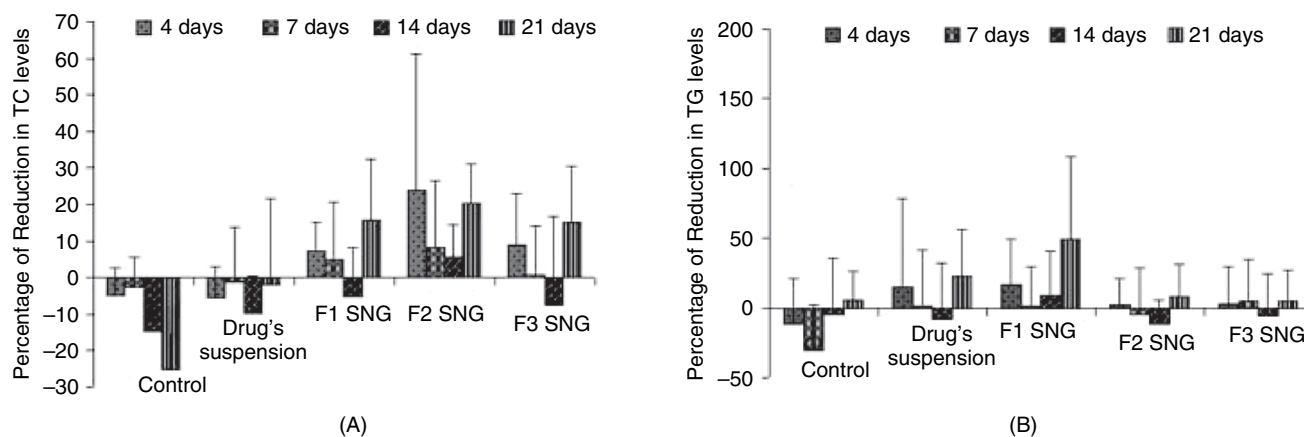 Percentage of Reduction in TC levels
70
60
50
40
30
20
10
0
–10
–20
–30
4 days
7 days
14 days
21 days
Control
Drug's
suspension
F1 SNG
F2 SNG
F3 SNG
(A)
Percentage of Reduction in TG levels
200
150
100
50
0
–50
4 days
7 days
14 days
21 days
Control
Drug's
suspension
F1 SNG
F2 SNG
F3 SNG
(B)